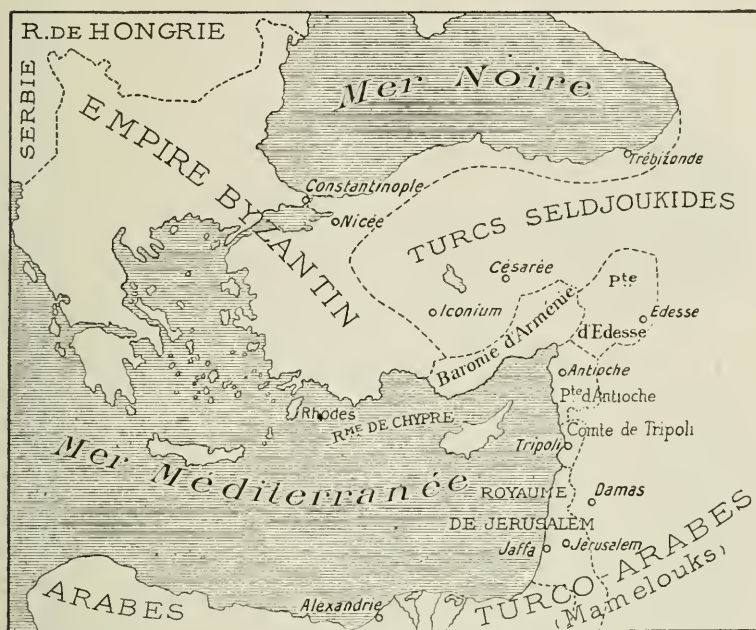 R. DE HONGRIE
SERBIE
Mer Noire
EMPIRE BYZANTIN
Trébizonde
Constantinople
Nicée
TURCS SELDJOUKIDES
Césarée
Pte
d'Edesse
Iconium
Edesse
Baronie d'Arménie
Antioche
Pte d'Antioche
Rhodes
RME DE CHYPRE
Comte de Tripoli
Tripoli
Mer Méditerranée
ROYAUME
DE JERUSALEM
Damas
Jaffa
Jérusalem
ARABES
Alexandrie
TURCO-ARABES
(Mamelouks)